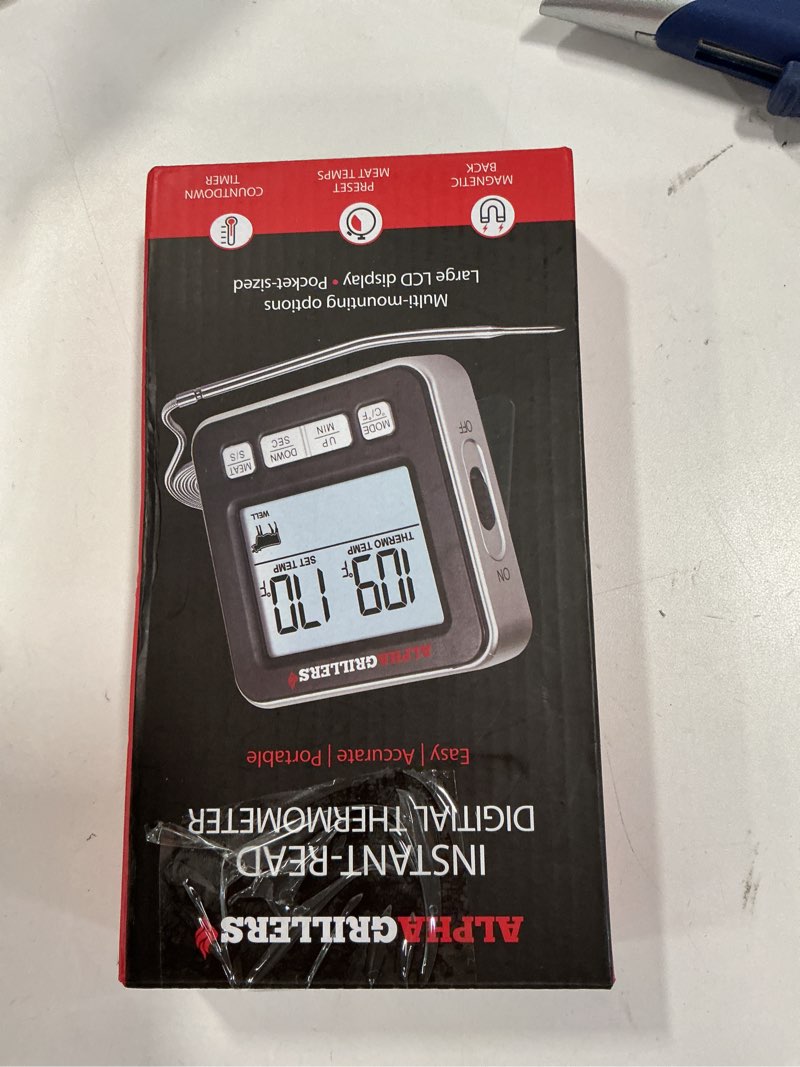 ALPHAGRILLERS
INSTANT-READ
DIGITIAL THERMOMETER
Easy | Accurate | Portable
ALPHAGRILLERS
109°F 170°F
THERMO TEMP SET TEMP
WELL
ON
OFF
MODE
°C/°F
UP
MIN
DOWN
SEC
MEAT
S/S
Multi-mounting options
Large LCD display • Pocket-sized
MAGNETIC
BACK
PRESET
MEAT TEMPS
COUNTDOWN
TIMER